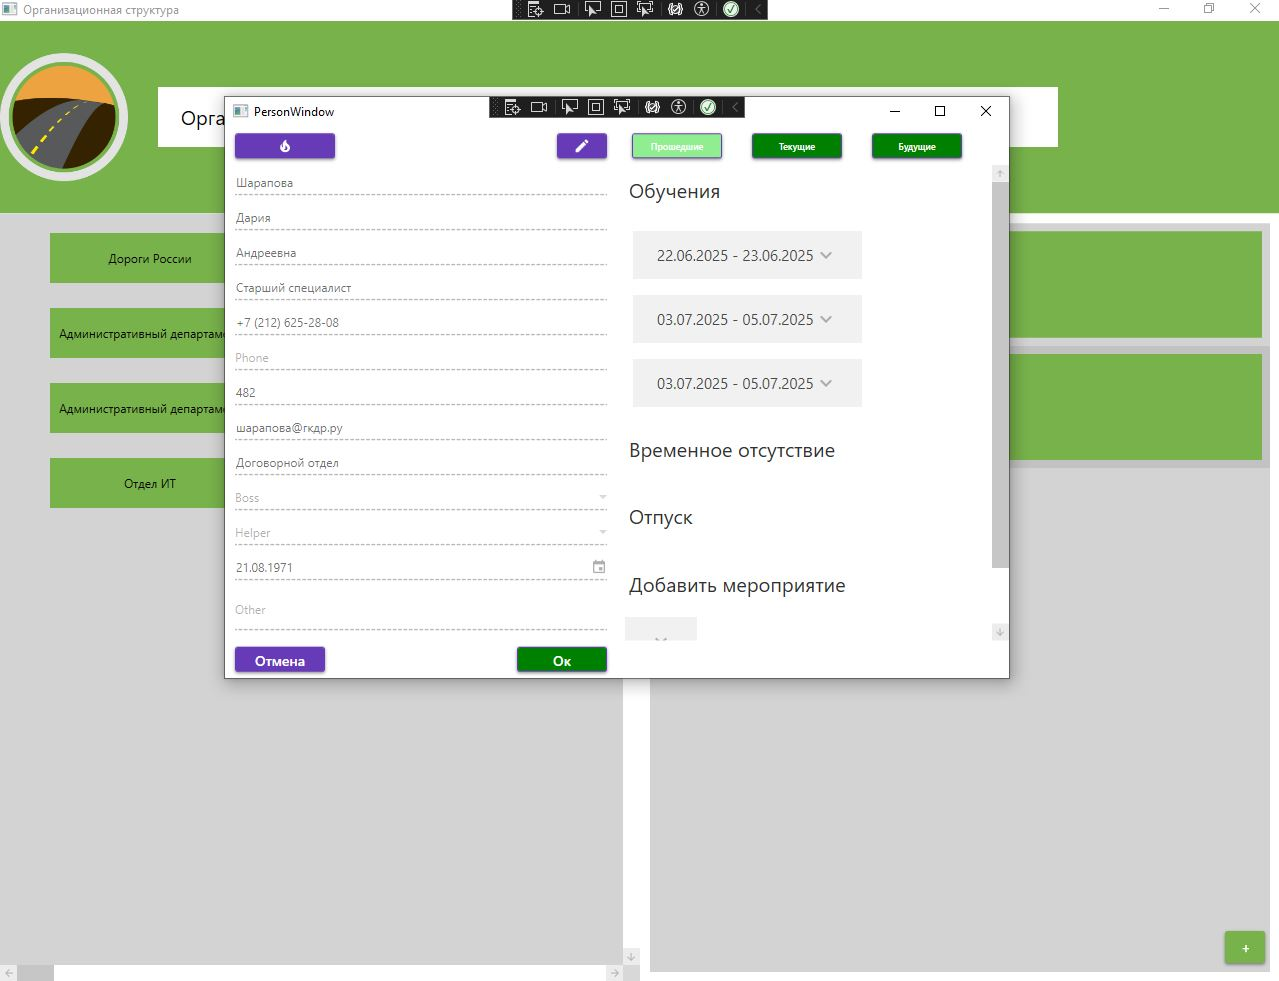 Организационная структура
Орга
PersonWindow
Прошедшие
Текущие
Будущие
Шарапова
Дария
Андреевна
Старший специалист
+7 (212) 625-28-08
Phone
482
шарапова@гкдр.ру
Договорной отдел
Boss
Helper
21.08.1971
Other
Отмена
Ок
Обучения
22.06.2025 - 23.06.2025
03.07.2025 - 05.07.2025
03.07.2025 - 05.07.2025
Временное отсутствие
Отпуск
Добавить мероприятие
Дороги России
Административный департаме
Административный департаме
Отдел ИТ
+